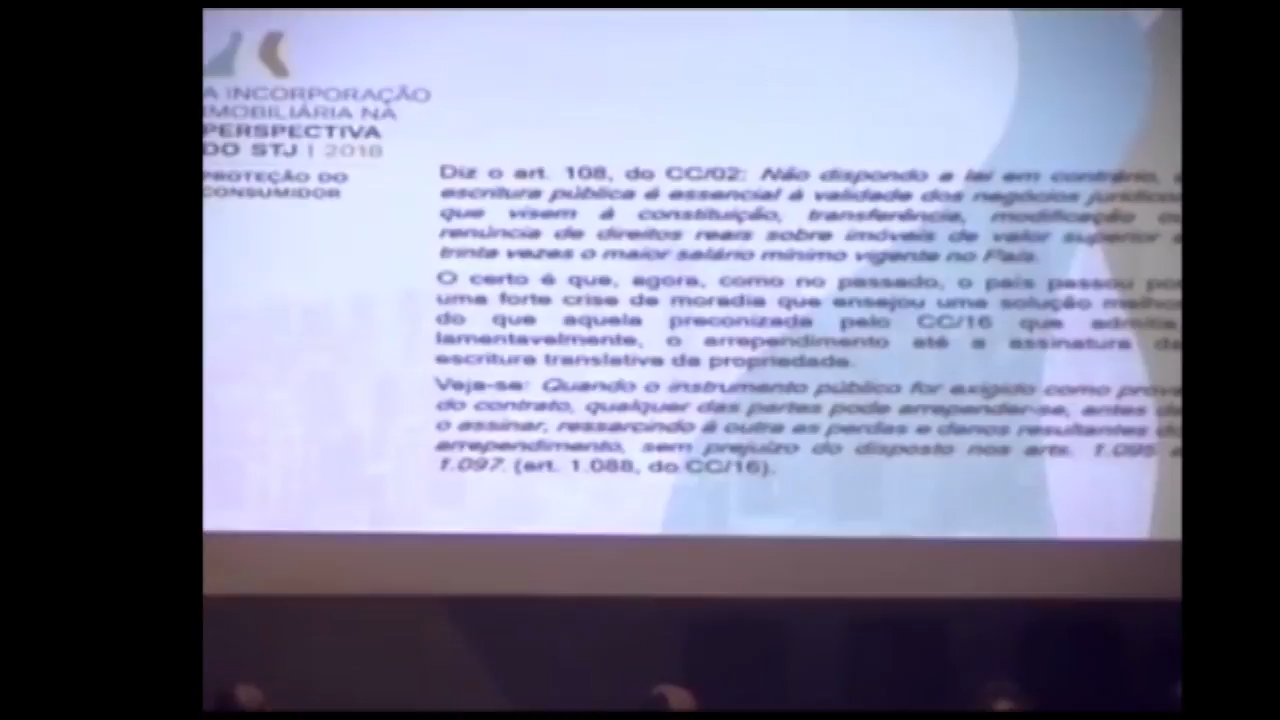 A INCORPORAÇÃO
IMOBILIÁRIA NA
PERSPECTIVA
DO STJ | 2018
PROTEÇÃO DO
CONSUMIDOR
Diz o art. 108, do CC/02: Não dispondo a lei em contrário,
escritura pública é essencial à validade dos negócios jurídicos
que visem à constituição, transferência, modificação ou
renúncia de direitos reais sobre imóveis de valor superior a
trinta vezes o maior salário mínimo vigente no País.
O certo é que, agora, como no passado, o país passou por
uma forte crise de moradia que ensejou uma solução melhor
do que aquela preconizada pelo CC/16 que admitia,
lamentavelmente, o arrependimento até a assinatura da
escritura translativa da propriedade.
Veja-se: Quando o instrumento público for exigido como prova
do contrato, qualquer das partes pode arrepender-se, antes de
o assinar, ressarcindo à outra as perdas e danos resultantes do
arrependimento, sem prejuízo do disposto nos arts. 1.095 a
1.097. (art. 1.088, do CC/16).